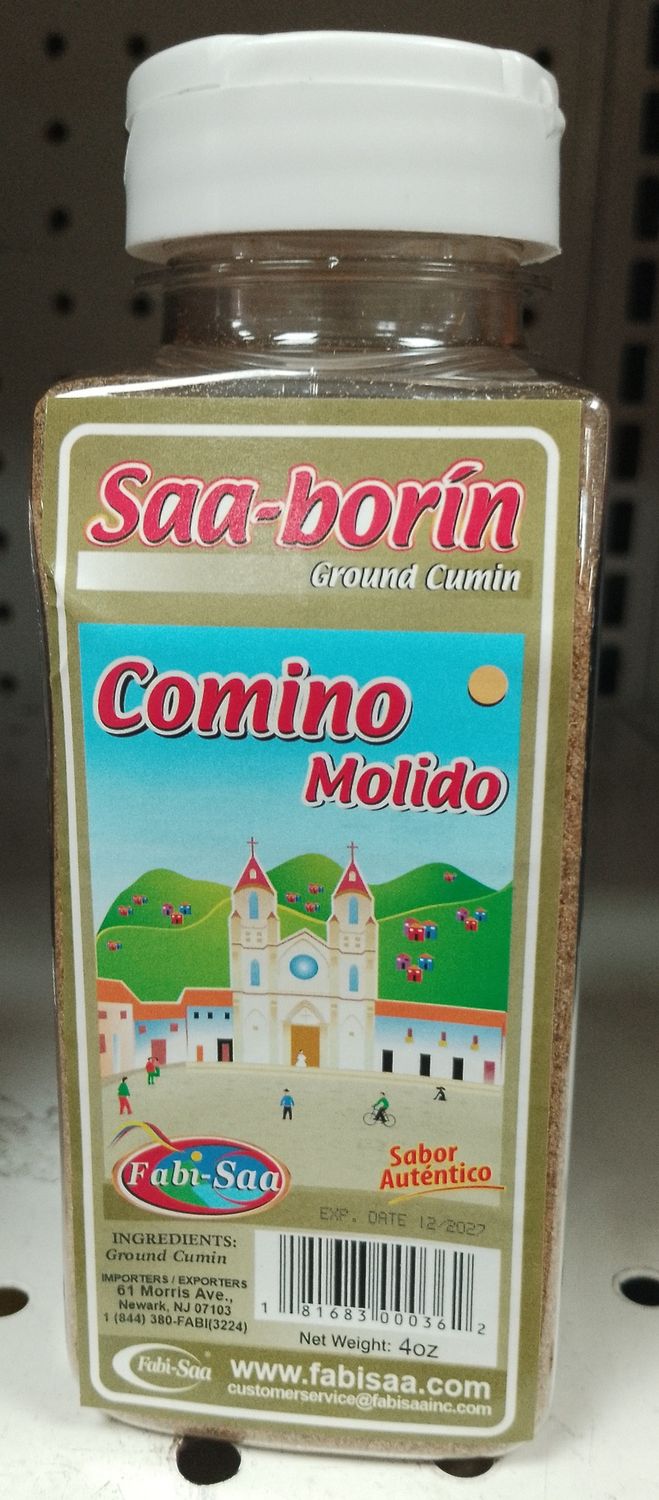 Saa-borín
Ground Cumin
Comino
Molido
Fabi-Saa
Sabor
Auténtico
EXP. DATE 12/2027
INGREDIENTS:
Ground Cumin
IMPORTERS / EXPORTERS
61 Morris Ave.,
Newark, NJ 07103
1 (844) 380-FABI(3224)
1 81683 00036 2
Net Weight: 4oz
Fabi-Saa®
www.fabisaa.com
customerservice@fabisaainc.com